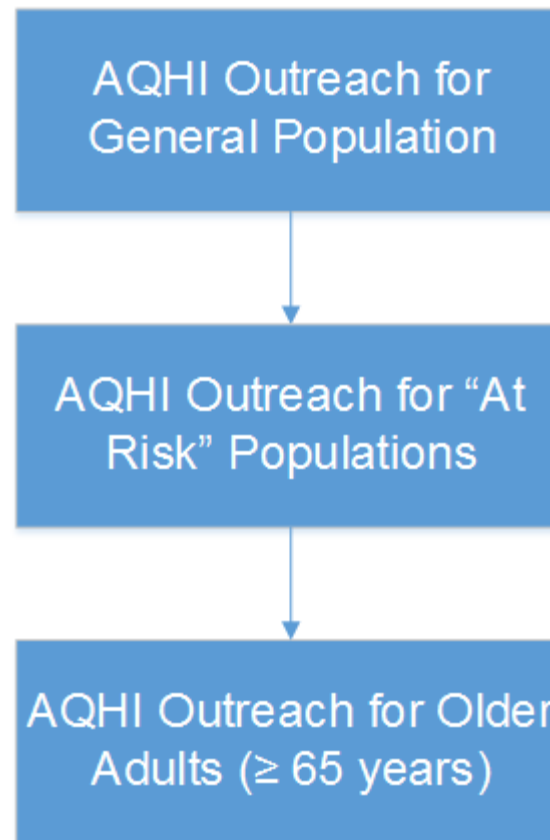 AQHI Outreach for
General Population
AQHI Outreach for “At
Risk” Populations
AQHI Outreach for Older
Adults (≥ 65 years)